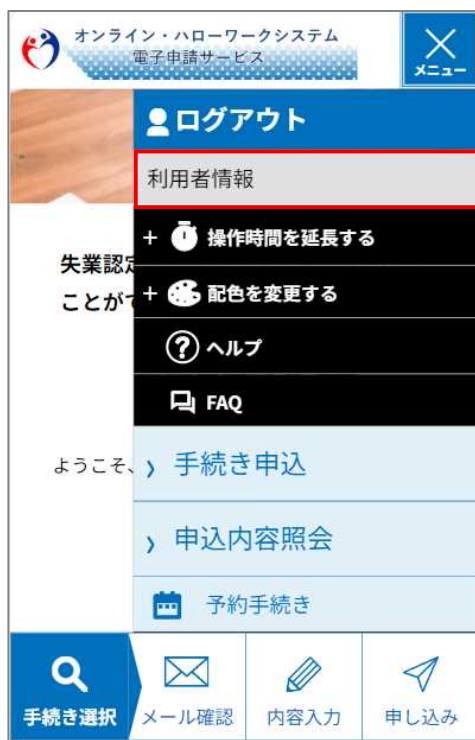 オンライン・ハローワークシステム
電子申請サービス
メニュー
ログアウト
利用者情報
+ 操作時間を延長する
失業認定
+ 配色を変更する
ことがで
ヘルプ
FAQ
› 手続き申込
ようこそ、
› 申込内容照会
予約手続き
手続き選択
メール確認
内容入力
申し込み